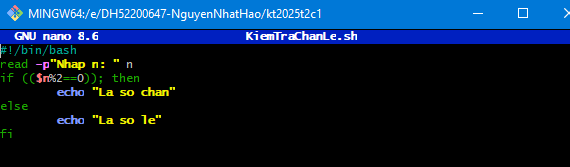 MINGW64:/e/DH52200647-NguyenNhatHao/kt2025t2c1
GNU nano 8.6 KiemTraChanLe.sh
#!/bin/bash
read -p"Nhap n: " n
if (($n%2==0)); then
        echo "La so chan"
else
        echo "La so le"
fi